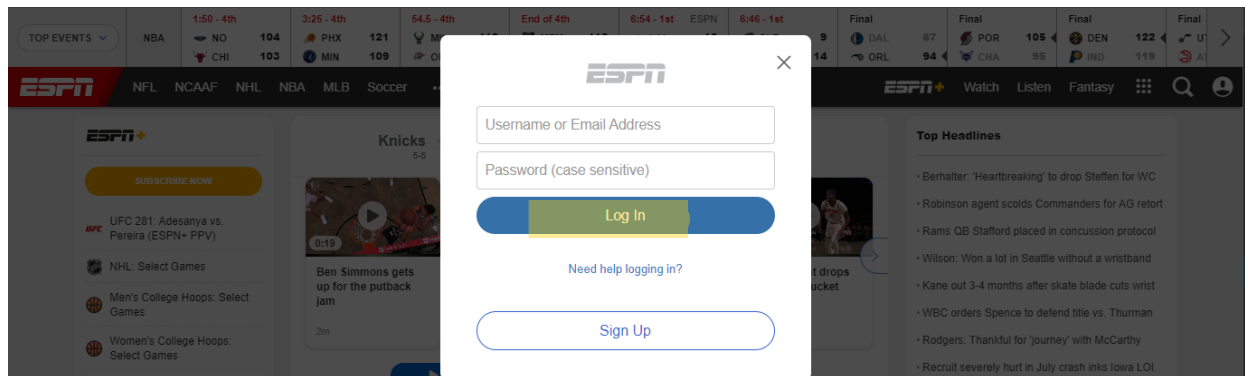 1:50 - 4th
3:25 - 4th
54.5 - 4th
End of 4th
6:54 - 1st ESPN
6:46 - 1st
Final
Final
Final
Final
TOP EVENTS
NBA
NO 104
PHX 121
9
DAL 87
POR 105
DEN 122
CHI 103
MIN 109
14
ORL 94
CHA 95
IND 119
ESPN
NFL NCAAF NHL NBA MLB Soccer
ESPN+ Watch Listen Fantasy
ESPN+
SUBSCRIBE NOW
UFC UFC 281: Adesanya vs.
Pereira (ESPN+ PPV)
NHL: Select Games
Men's College Hoops: Select
Games
Women's College Hoops:
Select Games
Knicks
5-6
0:19
Ben Simmons gets
up for the putback
jam
2m
ESPN
Username or Email Address
Password (case sensitive)
Log In
Need help logging in?
Sign Up
drops
Top Headlines
Berhalter: 'Heartbreaking' to drop Steffen for WC
Robinson agent scolds Commanders for AG retort
Rams QB Stafford placed in concussion protocol
Wilson: Won a lot in Seattle without a wristband
Kane out 3-4 months after skate blade cuts wrist
WBC orders Spence to defend title vs. Thurman
Rodgers: Thankful for 'journey' with McCarthy
Recruit severely hurt in July crash inks Iowa LOI